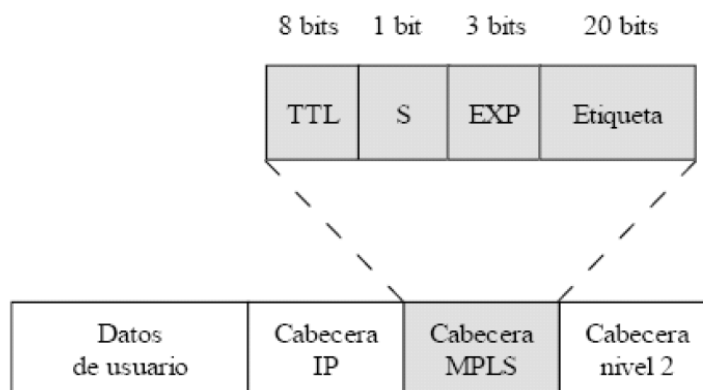 8 bits 1 bit 3 bits 20 bits
TTL S EXP Etiqueta
Datos de usuario
Cabecera IP
Cabecera MPLS
Cabecera nivel 2